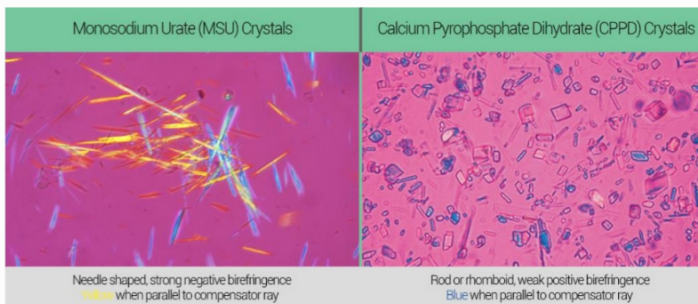 Monosodium Urate (MSU) Crystals
Calcium Pyrophosphate Dihydrate (CPPD) Crystals
Needle shaped, strong negative birefringence
Yellow when parallel to compensator ray
Rod or rhomboid, weak positive birefringence
Blue when parallel to compensator ray